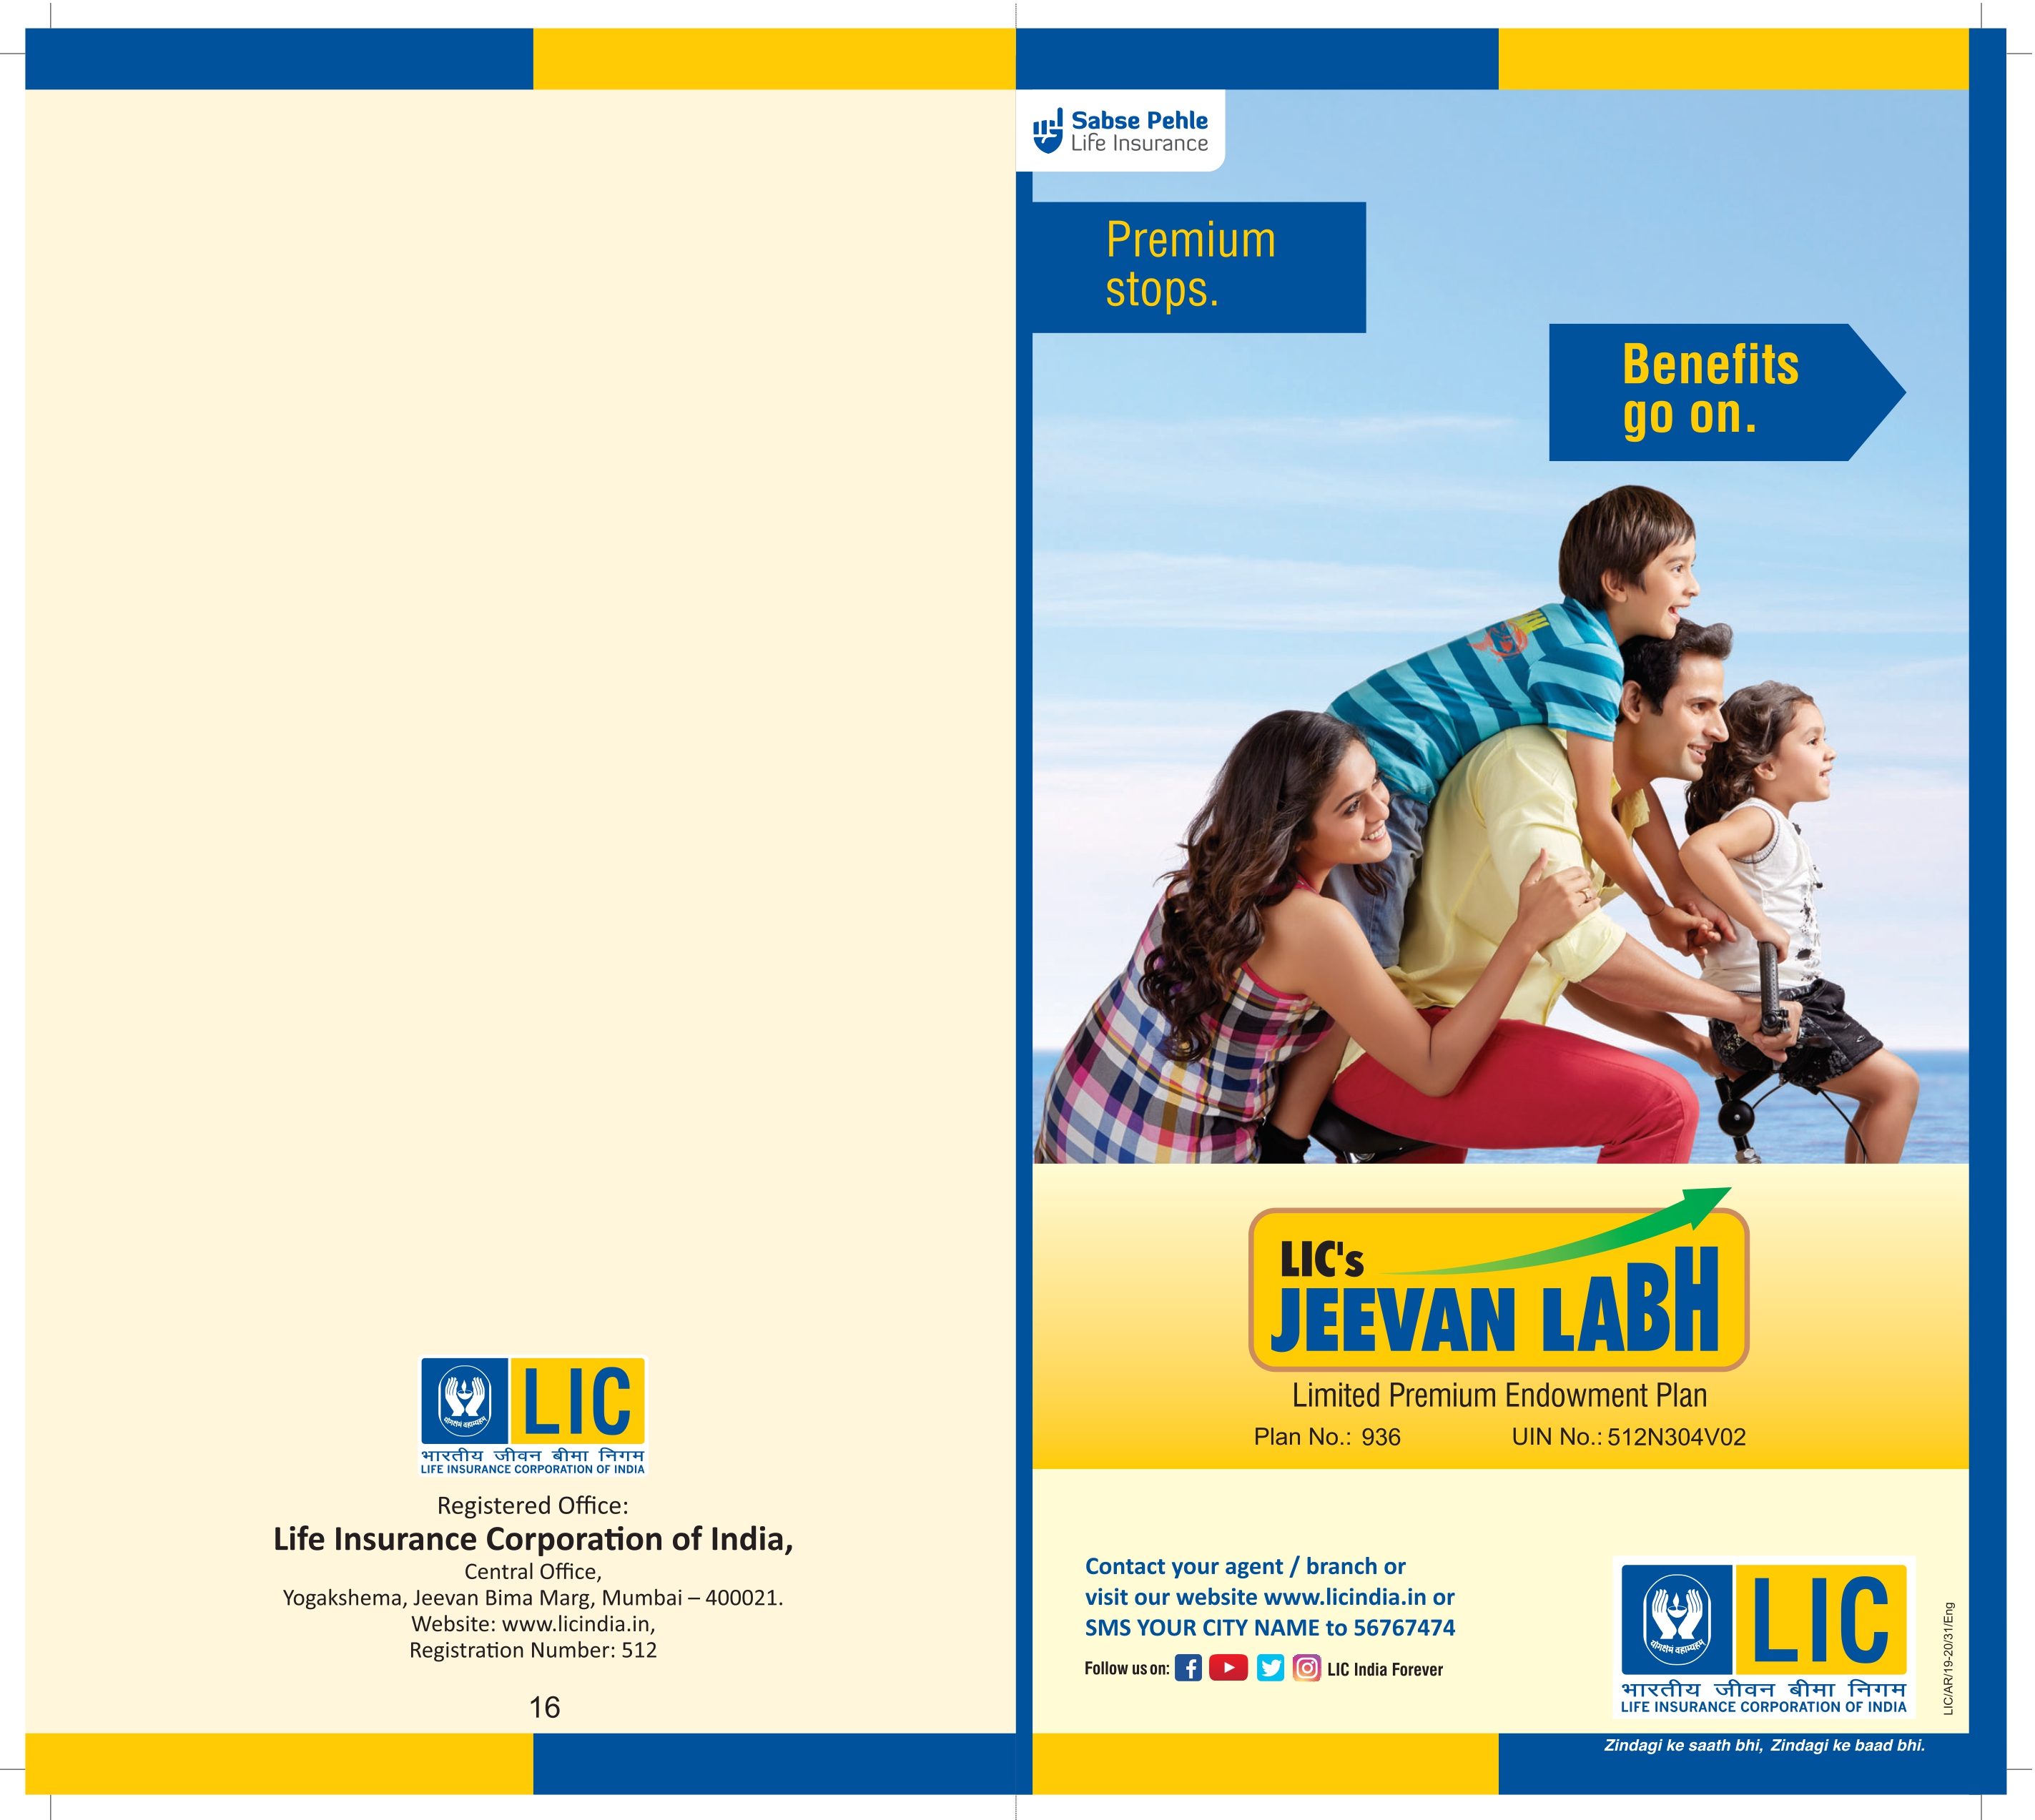 LIC
भारतीय जीवन बीमा निगम
LIFE INSURANCE CORPORATION OF INDIA
Registered Office:
Life Insurance Corporation of India,
Central Office,
Yogakshema, Jeevan Bima Marg, Mumbai – 400021.
Website: www.licindia.in,
Registration Number: 512
16
Sabse Pehle
Life Insurance
Premium
stops.
Benefits
go on.
LIC's
JEEVAN LABH
Limited Premium Endowment Plan
Plan No.: 936 UIN No.: 512N304V02
Contact your agent / branch or
visit our website www.licindia.in or
SMS YOUR CITY NAME to 56767474
Follow us on: LIC India Forever
योगक्षेमं वहाम्यहम्
LIC
भारतीय जीवन बीमा निगम
LIFE INSURANCE CORPORATION OF INDIA
LIC/AR/19-20/31/Eng
Zindagi ke saath bhi, Zindagi ke baad bhi.